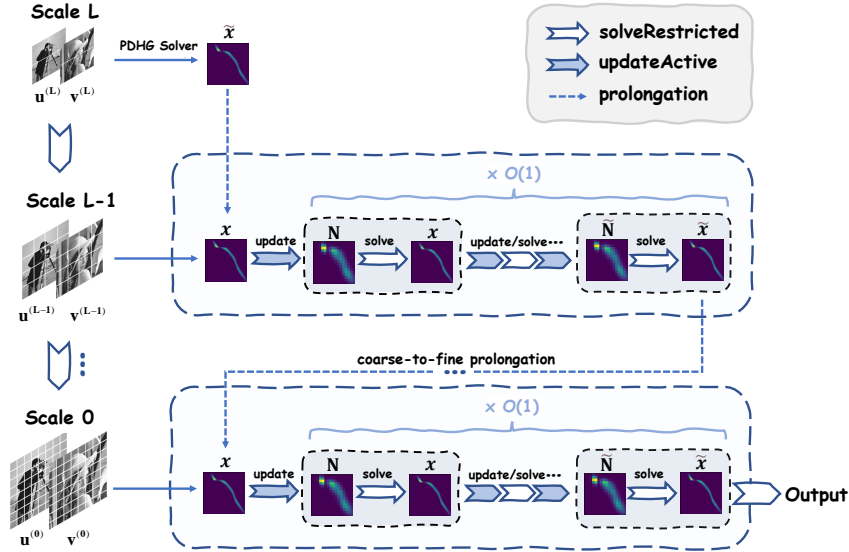 Scale L
PDHG Solver
x̃
u^(L) v^(L)
solveRestricted
updateActive
prolongation
Scale L-1
x O(1)
x
update
N
solve
x
update/solve···
Ñ
solve
x̃
u^(L−1) v^(L−1)
coarse-to-fine prolongation
Scale 0
x O(1)
x
update
N
solve
x
update/solve···
Ñ
solve
x̃
Output
u^(0) v^(0)